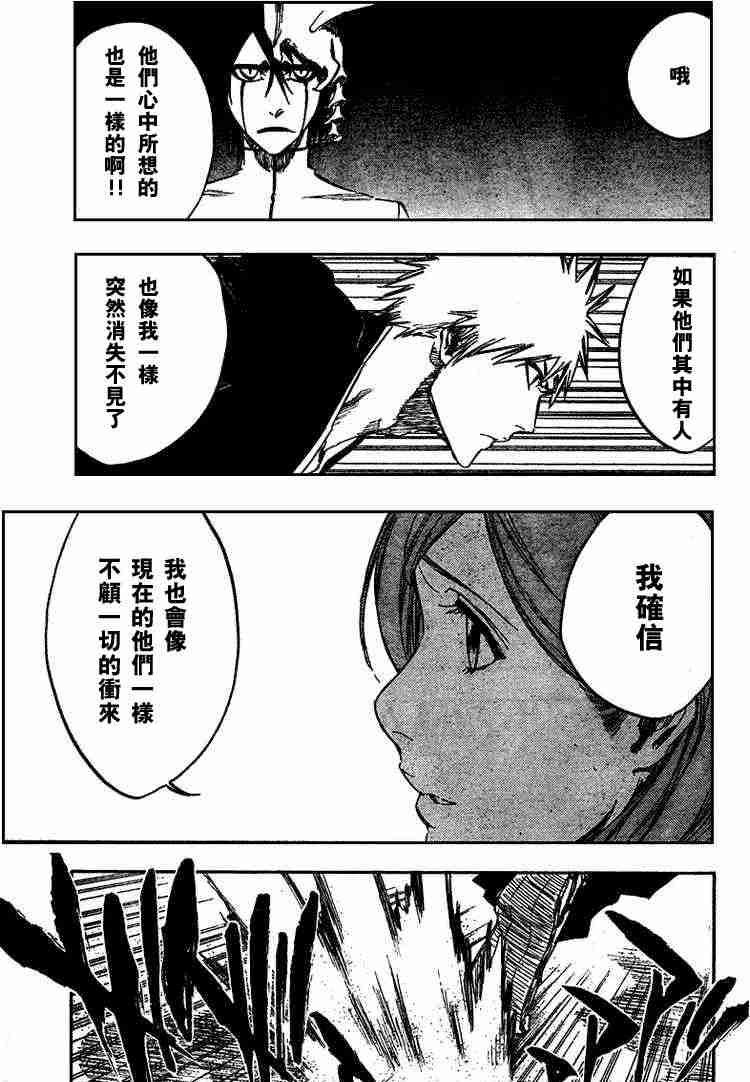 哦
他們心中所想的
也是一樣的啊!!
如果他們其中有人
也像我一樣
突然消失不見了
我確信
我也會像
現在的他們一樣
不顧一切的衝來